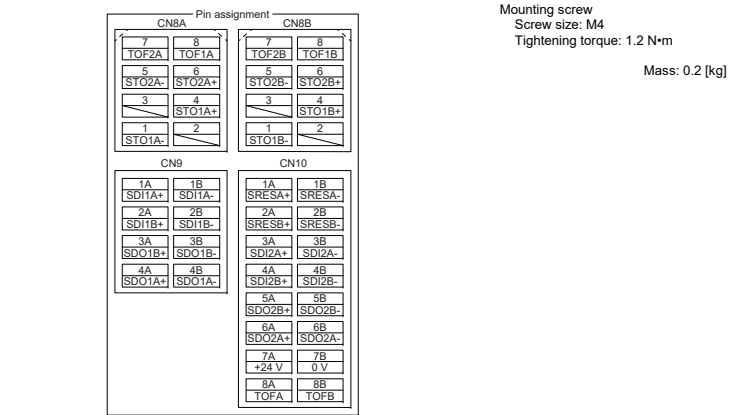 Pin assignment
CN8A CN8B
7 8 7 8
TOF2A TOF1A TOF2B TOF1B
5 6 5 6
STO2A- STO2A+ STO2B- STO2B+
3 4 3 4
STO1A+ STO1B+
1 2 1 2
STO1A- STO1B-
CN9 CN10
1A 1B 1A 1B
SDI1A+ SDI1A- SRESA+ SRESA-
2A 2B 2A 2B
SDI1B+ SDI1B- SRESB+ SRESB-
3A 3B 3A 3B
SDO1B+ SDO1B- SDI2A+ SDI2A-
4A 4B 4A 4B
SDO1A+ SDO1A- SDI2B+ SDI2B-
5A 5B
SDO2B+ SDO2B-
6A 6B
SDO2A+ SDO2A-
7A 7B
+24 V 0 V
8A 8B
TOFA TOFB
Mounting screw
Screw size: M4
Tightening torque: 1.2 N•m
Mass: 0.2 [kg]